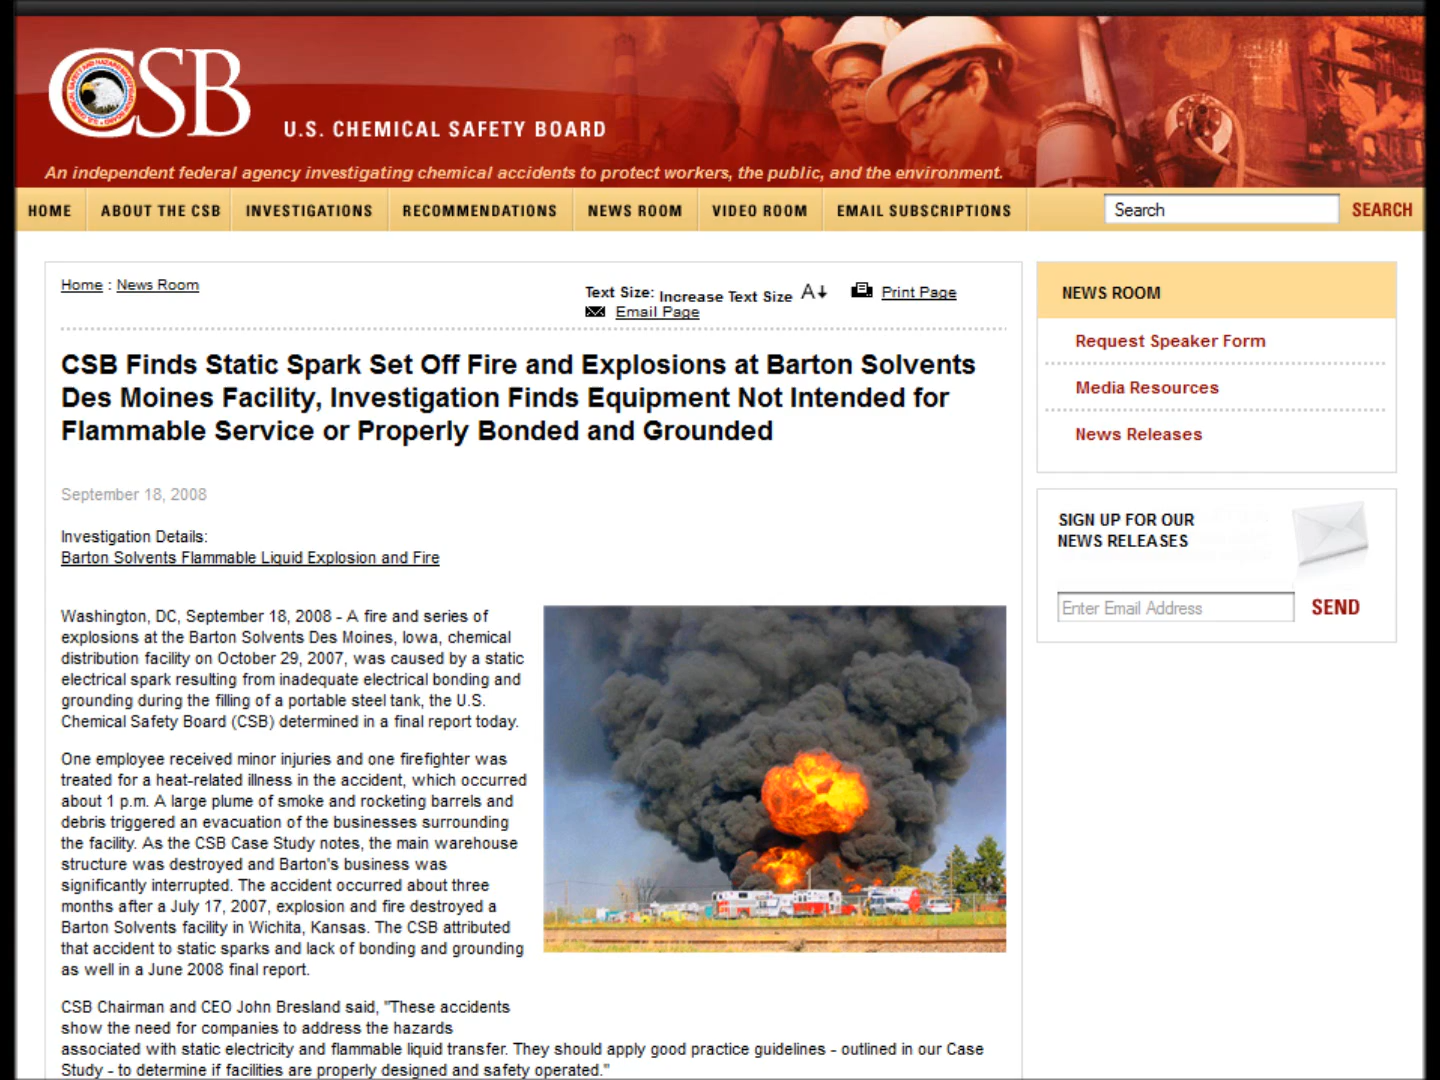 CSB
U.S. CHEMICAL SAFETY BOARD
An independent federal agency investigating chemical accidents to protect workers, the public, and the environment.
HOME ABOUT THE CSB INVESTIGATIONS RECOMMENDATIONS NEWS ROOM VIDEO ROOM EMAIL SUBSCRIPTIONS Search SEARCH
Home : News Room
Text Size: Increase Text Size A Print Page
Email Page
CSB Finds Static Spark Set Off Fire and Explosions at Barton Solvents
Des Moines Facility, Investigation Finds Equipment Not Intended for
Flammable Service or Properly Bonded and Grounded
September 18, 2008
Investigation Details:
Barton Solvents Flammable Liquid Explosion and Fire
Washington, DC, September 18, 2008 - A fire and series of
explosions at the Barton Solvents Des Moines, Iowa, chemical
distribution facility on October 29, 2007, was caused by a static
electrical spark resulting from inadequate electrical bonding and
grounding during the filling of a portable steel tank, the U.S.
Chemical Safety Board (CSB) determined in a final report today.
One employee received minor injuries and one firefighter was
treated for a heat-related illness in the accident, which occurred
about 1 p.m. A large plume of smoke and rocketing barrels and
debris triggered an evacuation of the businesses surrounding
the facility. As the CSB Case Study notes, the main warehouse
structure was destroyed and Barton's business was
significantly interrupted. The accident occurred about three
months after a July 17, 2007, explosion and fire destroyed a
Barton Solvents facility in Wichita, Kansas. The CSB attributed
that accident to static sparks and lack of bonding and grounding
as well in a June 2008 final report.
CSB Chairman and CEO John Bresland said, "These accidents
show the need for companies to address the hazards
associated with static electricity and flammable liquid transfer. They should apply good practice guidelines - outlined in our Case
Study - to determine if facilities are properly designed and safety operated."
NEWS ROOM
Request Speaker Form
Media Resources
News Releases
SIGN UP FOR OUR
NEWS RELEASES
Enter Email Address SEND